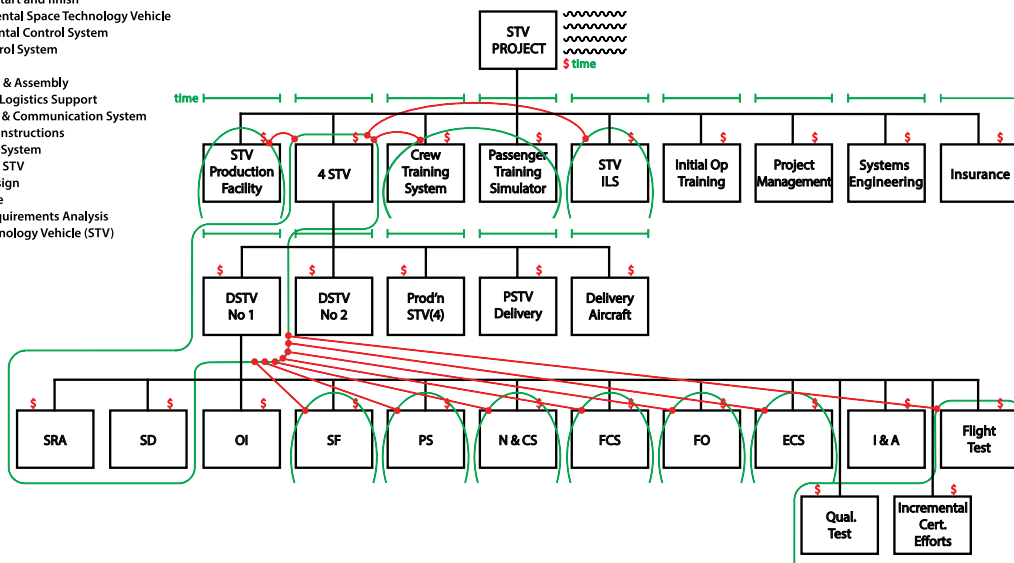 tart and finish
ental Space Technology Vehicle
ntal Control System
rol System
& Assembly
Logistics Support
& Communication System
nstructions
System
STV
sign
e
quirements Analysis
nology Vehicle (STV)
STV
PROJECT
$ time
time
$
STV
Production
Facility
$
4 STV
$
Crew
Training
System
$
Passenger
Training
Simulator
$
STV
ILS
$
Initial Op
Training
$
Project
Management
$
Systems
Engineering
$
Insurance
$
DSTV
No 1
$
DSTV
No 2
$
Prod'n
STV(4)
$
PSTV
Delivery
$
Delivery
Aircraft
$
SRA
$
SD
$
OI
$
SF
$
PS
$
N & CS
$
FCS
$
FO
$
ECS
$
I & A
$
Flight
Test
$
Qual.
Test
$
Incremental
Cert.
Efforts